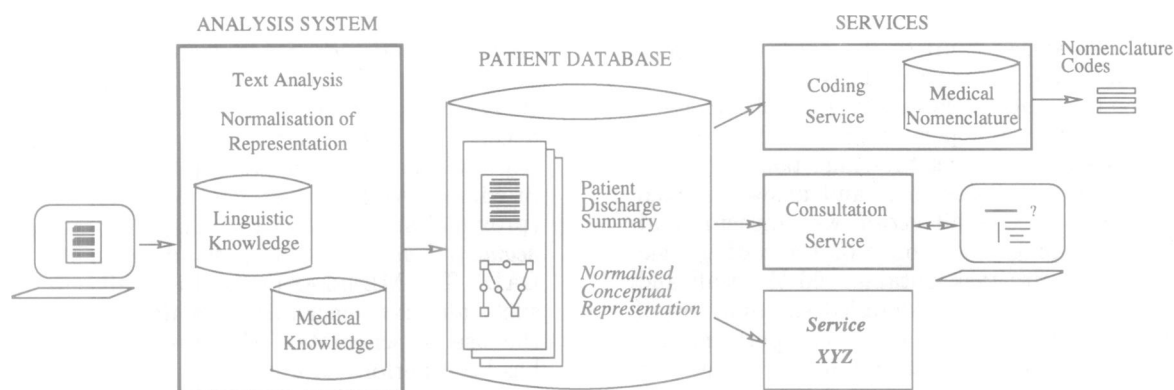 ANALYSIS SYSTEM
Text Analysis
Normalisation of
Representation
Linguistic
Knowledge
Medical
Knowledge
PATIENT DATABASE
Patient
Discharge
Summary
Normalised
Conceptual
Representation
SERVICES
Coding
Service
Medical
Nomenclature
Nomenclature
Codes
Consultation
Service
?
Service
XYZ